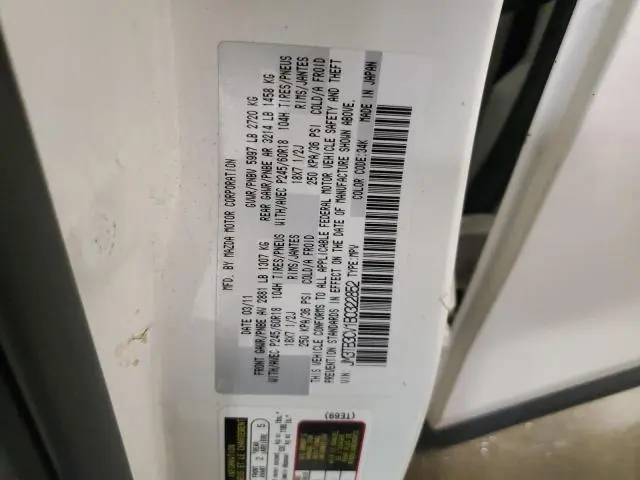 MFD. BY MAZDA MOTOR CORPORATION
DATE 03/11 GVWR/PNBV 5997 LB 2720 KG
FRONT GAWR/PNBE AV 2881 LB 1307 KG REAR GAWR/PNBE AR 3214 LB 1458 KG
WITH/AVEC P245/60R18 104H TIRES/PNEUS WITH/AVEC P245/60R18 104H TIRES/PNEUS
18X7 1/2J RIMS/JANTES 18X7 1/2J RIMS/JANTES
250 KPA/36 PSI COLD/A FROID 250 KPA/36 PSI COLD/A FROID
THIS VEHICLE CONFORMS TO ALL APPLICABLE FEDERAL MOTOR VEHICLE SAFETY AND THEFT
PREVENTION STANDARDS IN EFFECT ON THE DATE OF MANUFACTURE SHOWN ABOVE.
VIN: JM3TB3CV1B0322852 TYPE:MPV
COLOR CODE:34K MADE IN JAPAN
(TE69)